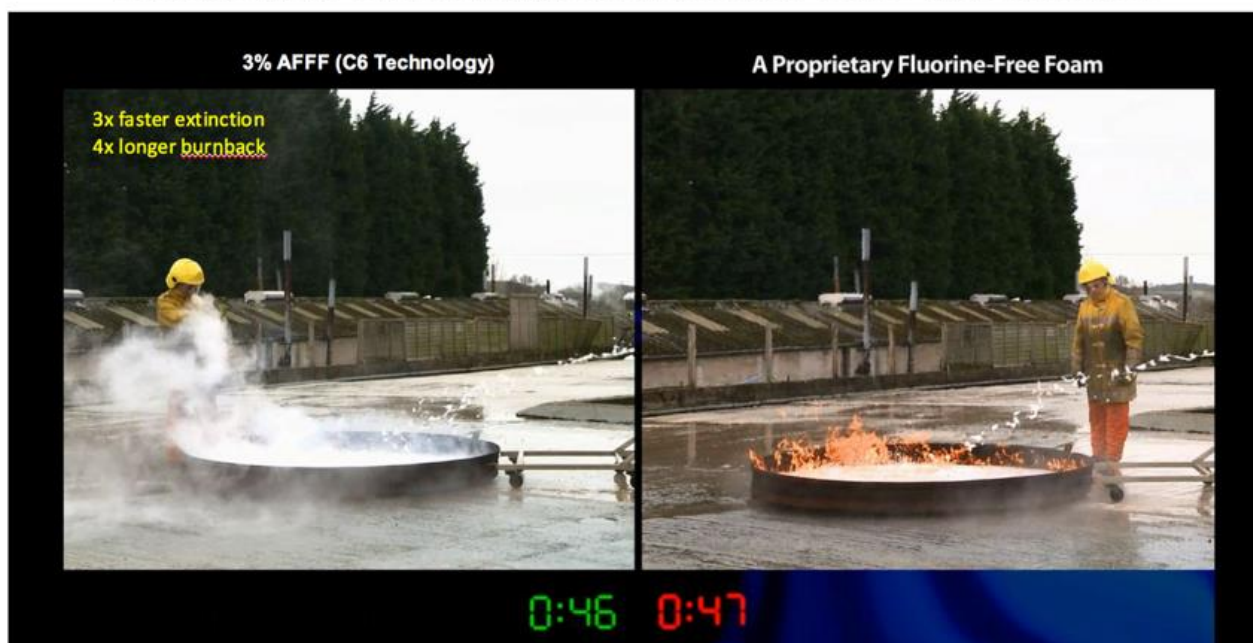 3% AFFF (C6 Technology)
A Proprietary Fluorine-Free Foam
3x faster extinction
4x longer burnback
0:46
0:47